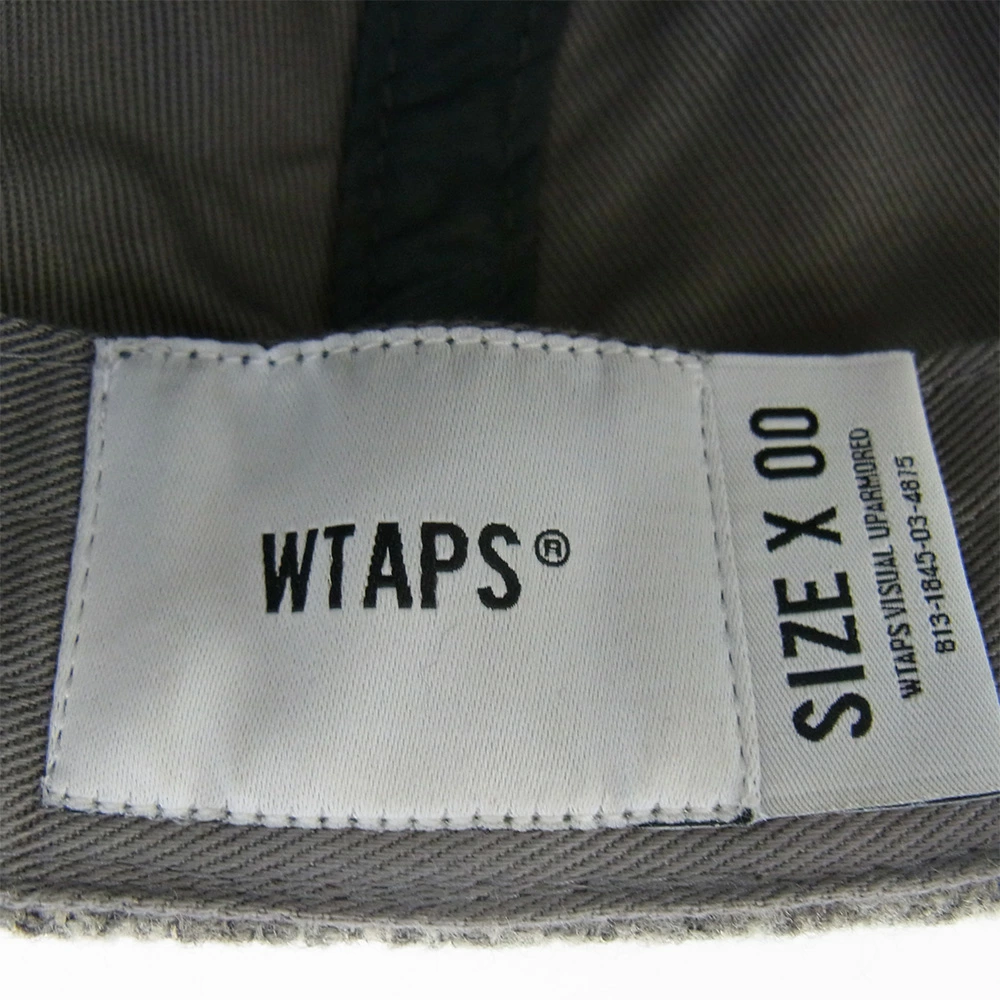 WTAPS®
SIZE X 00
WTAPS VISUAL UPARMORED
813-1845-03-4875